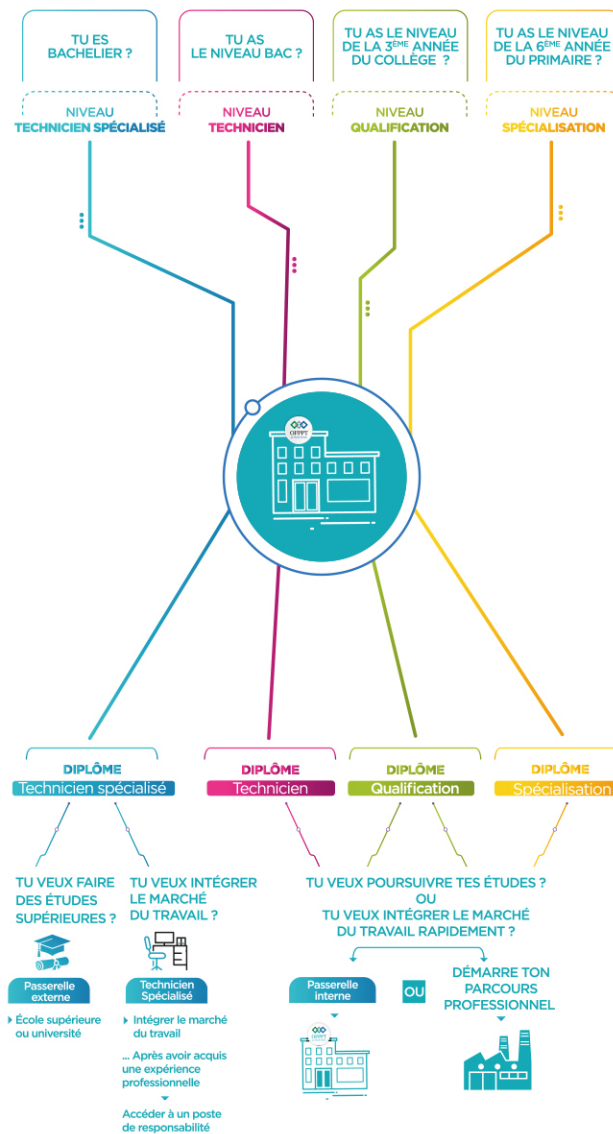 TU ES
BACHELIER ?
TU AS
LE NIVEAU BAC ?
TU AS LE NIVEAU
DE LA 3ÈME ANNÉE
DU COLLÈGE ?
TU AS LE NIVEAU
DE LA 6ÈME ANNÉE
DU PRIMAIRE ?
NIVEAU
TECHNICIEN SPÉCIALISÉ
NIVEAU
TECHNICIEN
NIVEAU
QUALIFICATION
NIVEAU
SPÉCIALISATION
OFPPT
DIPLÔME
Technicien spécialisé
DIPLÔME
Technicien
DIPLÔME
Qualification
DIPLÔME
Spécialisation
TU VEUX FAIRE
DES ÉTUDES
SUPÉRIEURES ?
Passerelle
externe
École supérieure
ou université
TU VEUX INTÉGRER
LE MARCHÉ
DU TRAVAIL ?
Technicien
Spécialisé
Intégrer le marché
du travail
... Après avoir acquis
une expérience
professionnelle
Accéder à un poste
de responsabilité
TU VEUX POURSUIVRE TES ÉTUDES ?
OU
TU VEUX INTÉGRER LE MARCHÉ
DU TRAVAIL RAPIDEMENT ?
Passerelle
interne
OU
DÉMARRE TON
PARCOURS
PROFESSIONNEL